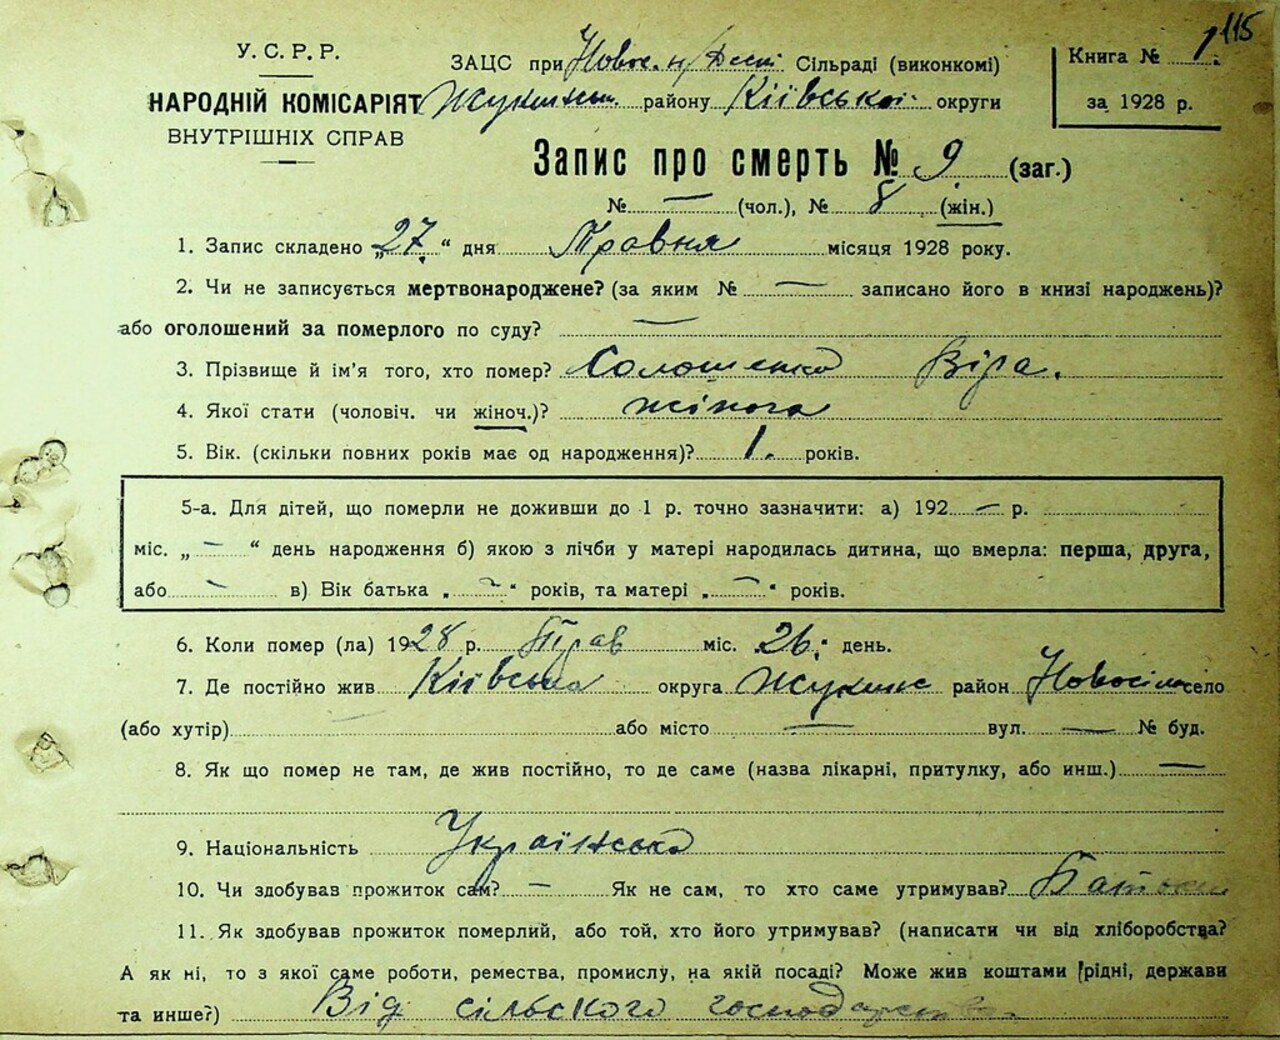 115
У. С. Р. Р.
НАРОДНІЙ КОМІСАРІЯТ
ВНУТРІШНІХ СПРАВ
ЗАЦС при Новос. н/Десні Сільраді (виконкомі)
Жукинськ. району Київської округи
Книга № 1.
за 1928 р.
Запис про смерть № 9. (заг.)
№ — (чол.), № 8 (жін.)
1. Запис складено „27“ дня Травня місяця 1928 року.
2. Чи не записується мертвонароджене? (за яким № — записано його в книзі народжень)?
або оголошений за померлого по суду? —
3. Прізвище й ім’я того, хто помер? Солошенко Віра.
4. Якої стати (чоловіч. чи жіноч.)? жіноча
5. Вік. (скільки повних років має од народження)? 1. років.
5-а. Для дітей, що померли не доживши до 1 р. точно зазначити: а) 192 — р.
міс. „ — “ день народження б) якою з лічби у матері народилась дитина, що вмерла: перша, друга,
або — в) Вік батька „ — “ років, та матері „ — “ років.
6. Коли помер (ла) 1928 р. Трав міс. 26. день.
7. Де постійно жив Київська округа Жукинс район Новосілк село
(або хутір) або місто — вул. — № буд.
8. Як що помер не там, де жив постійно, то де саме (назва лікарні, притулку, або инш.) —
9. Національність Українська
10. Чи здобував прожиток сам? — Як не сам, то хто саме утримував? Батьки
11. Як здобував прожиток померлий, або той, хто його утримував? (написати чи від хліборобства?
А як ні, то з якої саме роботи, ремества, промислу, на якій посаді? Може жив коштами рідні, держави
та инше?) Від сільского господарства.